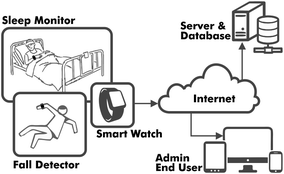 Sleep Monitor
Server &
Database
Internet
Smart Watch
Fall Detector
Admin
End User